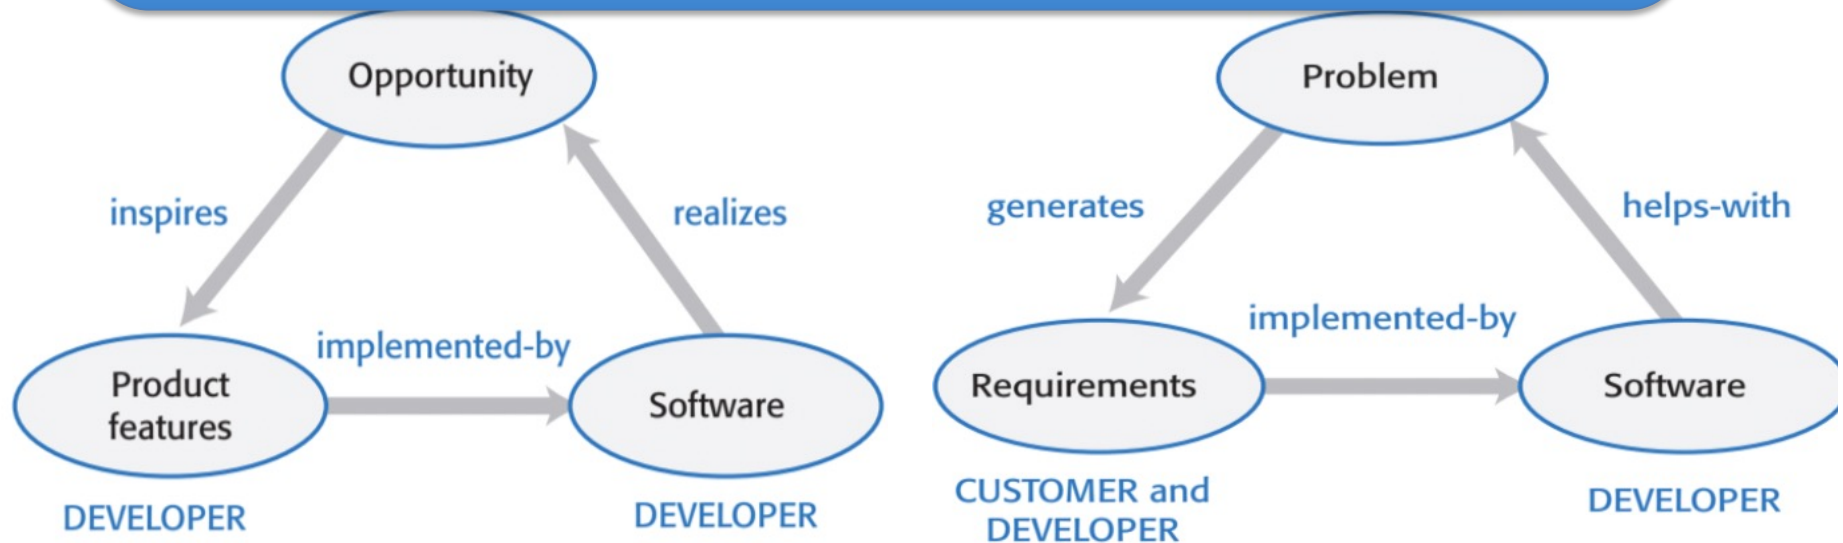 Opportunity
inspires
realizes
implemented-by
Product
features
Software
DEVELOPER
DEVELOPER
Problem
generates
helps-with
implemented-by
Requirements
Software
CUSTOMER and
DEVELOPER
DEVELOPER